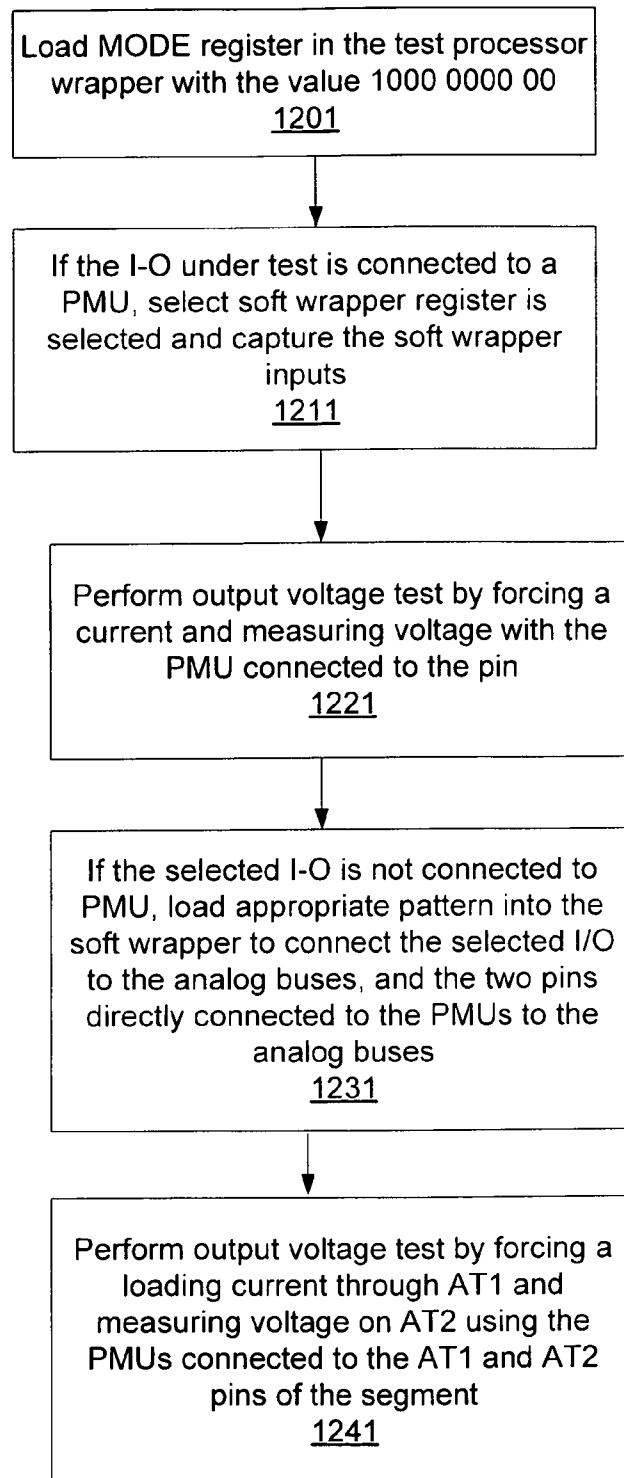 Load MODE register in the test processor
wrapper with the value 1000 0000 00
1201
If the I-O under test is connected to a
PMU, select soft wrapper register is
selected and capture the soft wrapper
inputs
1211
Perform output voltage test by forcing a
current and measuring voltage with the
PMU connected to the pin
1221
If the selected I-O is not connected to
PMU, load appropriate pattern into the
soft wrapper to connect the selected I/O
to the analog buses, and the two pins
directly connected to the PMUs to the
analog buses
1231
Perform output voltage test by forcing a
loading current through AT1 and
measuring voltage on AT2 using the
PMUs connected to the AT1 and AT2
pins of the segment
1241